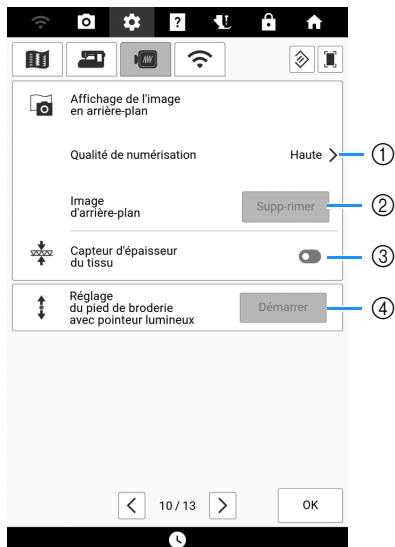 ?
Affichage de l'image
en arrière-plan
Qualité de numérisation Haute ①
Image
d'arrière-plan Supp-rimer ②
Capteur d'épaisseur
du tissu ③
Réglage
du pied de broderie
avec pointeur lumineux Démarrer ④
10 / 13 OK